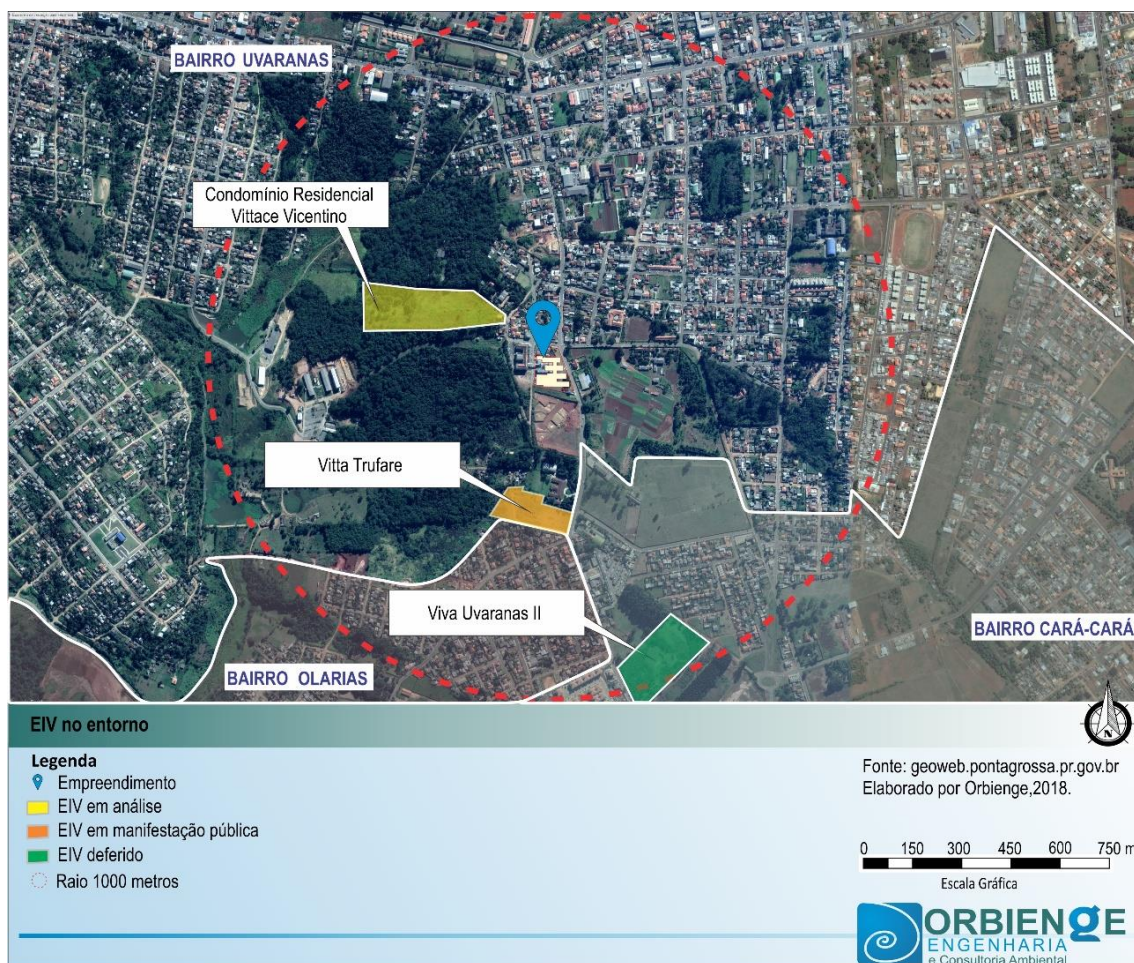 BAIRRO UVARANAS
Condomínio Residencial
Vittace Vicentino
Vitta Trufare
Viva Uvaranas II
BAIRRO CARÁ-CARÁ
BAIRRO OLARIAS
EIV no entorno
N
Legenda
Empreendimento
EIV em análise
EIV em manifestação pública
EIV deferido
Raio 1000 metros
Fonte: geoweb.pontagrossa.pr.gov.br
Elaborado por Orbienge,2018.
0 150 300 450 600 750 m
Escala Gráfica
ORBIENGE
ENGENHARIA
e Consultoria Ambiental